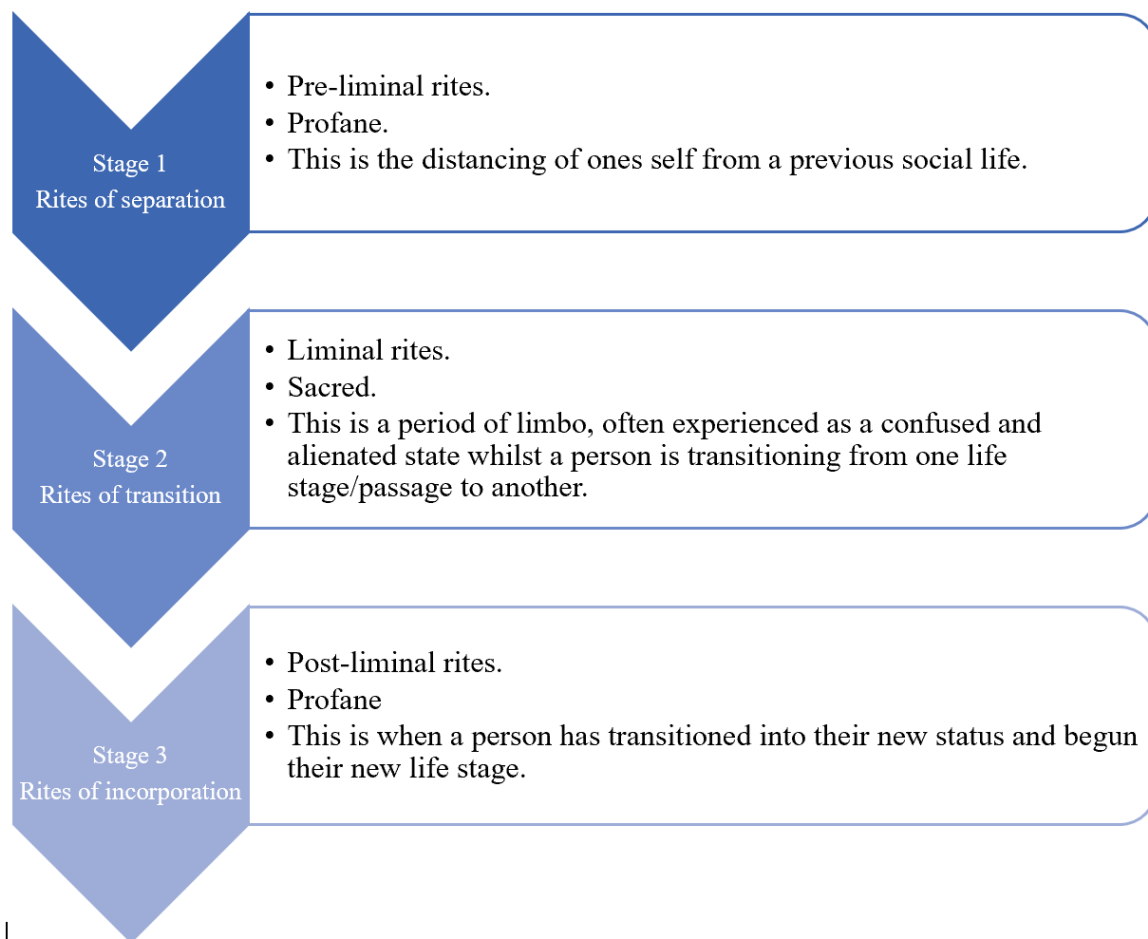 Stage 1
Rites of separation
• Pre-liminal rites.
• Profane.
• This is the distancing of ones self from a previous social life.
Stage 2
Rites of transition
• Liminal rites.
• Sacred.
• This is a period of limbo, often experienced as a confused and
alienated state whilst a person is transitioning from one life
stage/passage to another.
Stage 3
Rites of incorporation
• Post-liminal rites.
• Profane
• This is when a person has transitioned into their new status and begun
their new life stage.